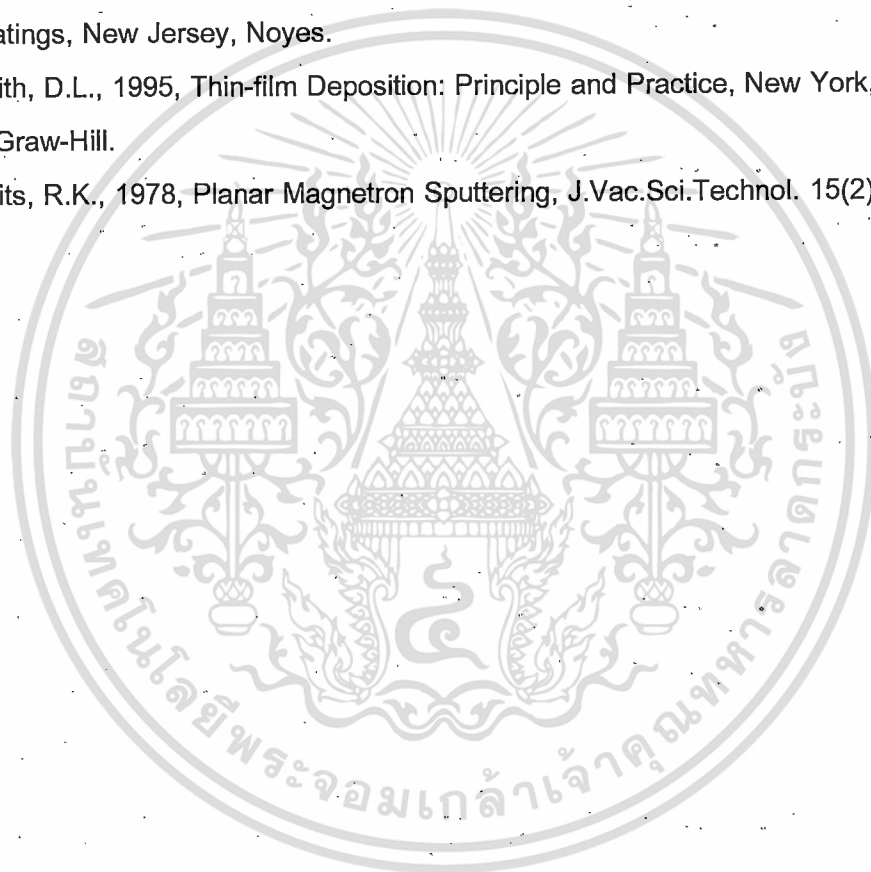 atings, New Jersey, Noyes.
ith, D.L., 1995, Thin-film Deposition: Principle and Practice, New York,
Graw-Hill.
its, R.K., 1978, Planar Magnetron Sputtering, J.Vac.Sci.Technol. 15(2)
สถาบันเทคโนโลยีพระจอมเกล้าเจ้าคุณทหารลาดกระบัง